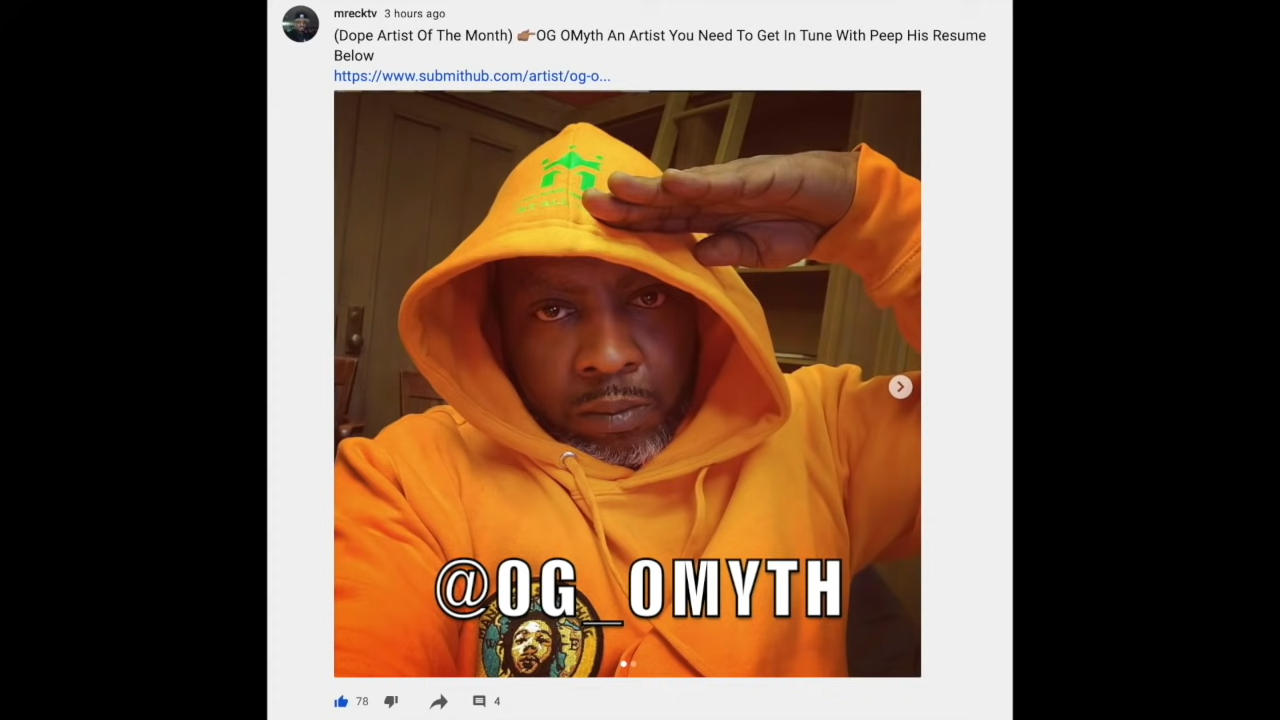 mrecktv 3 hours ago
(Dope Artist Of The Month) 👉🏽OG OMyth An Artist You Need To Get In Tune With Peep His Resume
Below
https://www.submithub.com/artist/og-o...
@OG_OMYTH
78
4